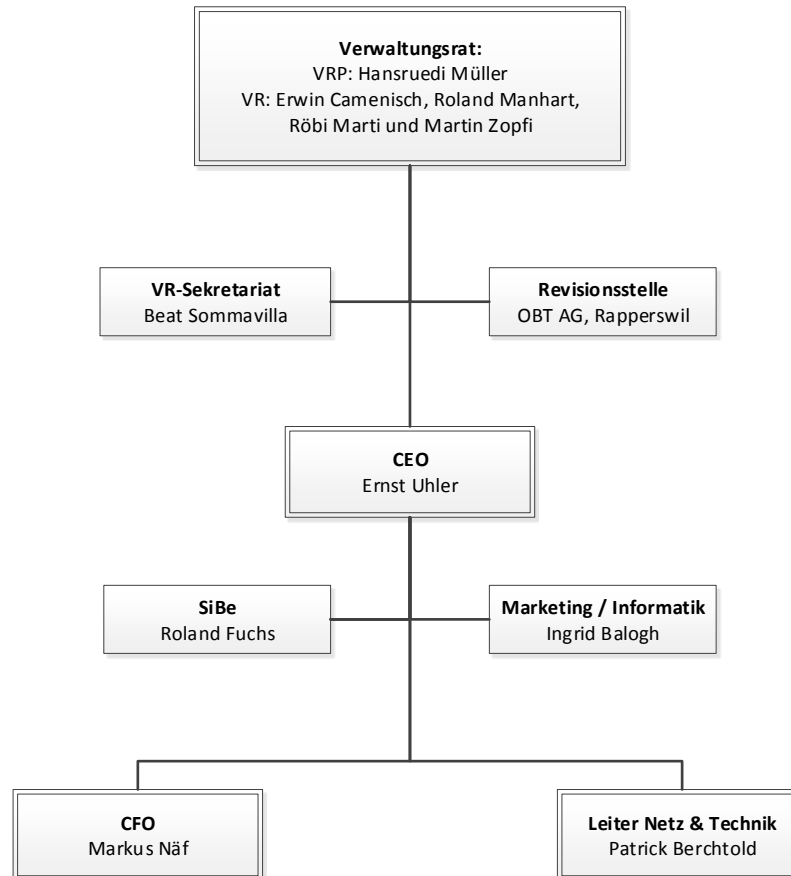 Verwaltungsrat:
VRP: Hansruedi Müller
VR: Erwin Camenisch, Roland Manhart,
Röbi Marti und Martin Zopfi
VR-Sekretariat
Beat Sommavilla
Revisionsstelle
OBT AG, Rapperswil
CEO
Ernst Uhler
SiBe
Roland Fuchs
Marketing / Informatik
Ingrid Balogh
CFO
Markus Näf
Leiter Netz & Technik
Patrick Berchtold